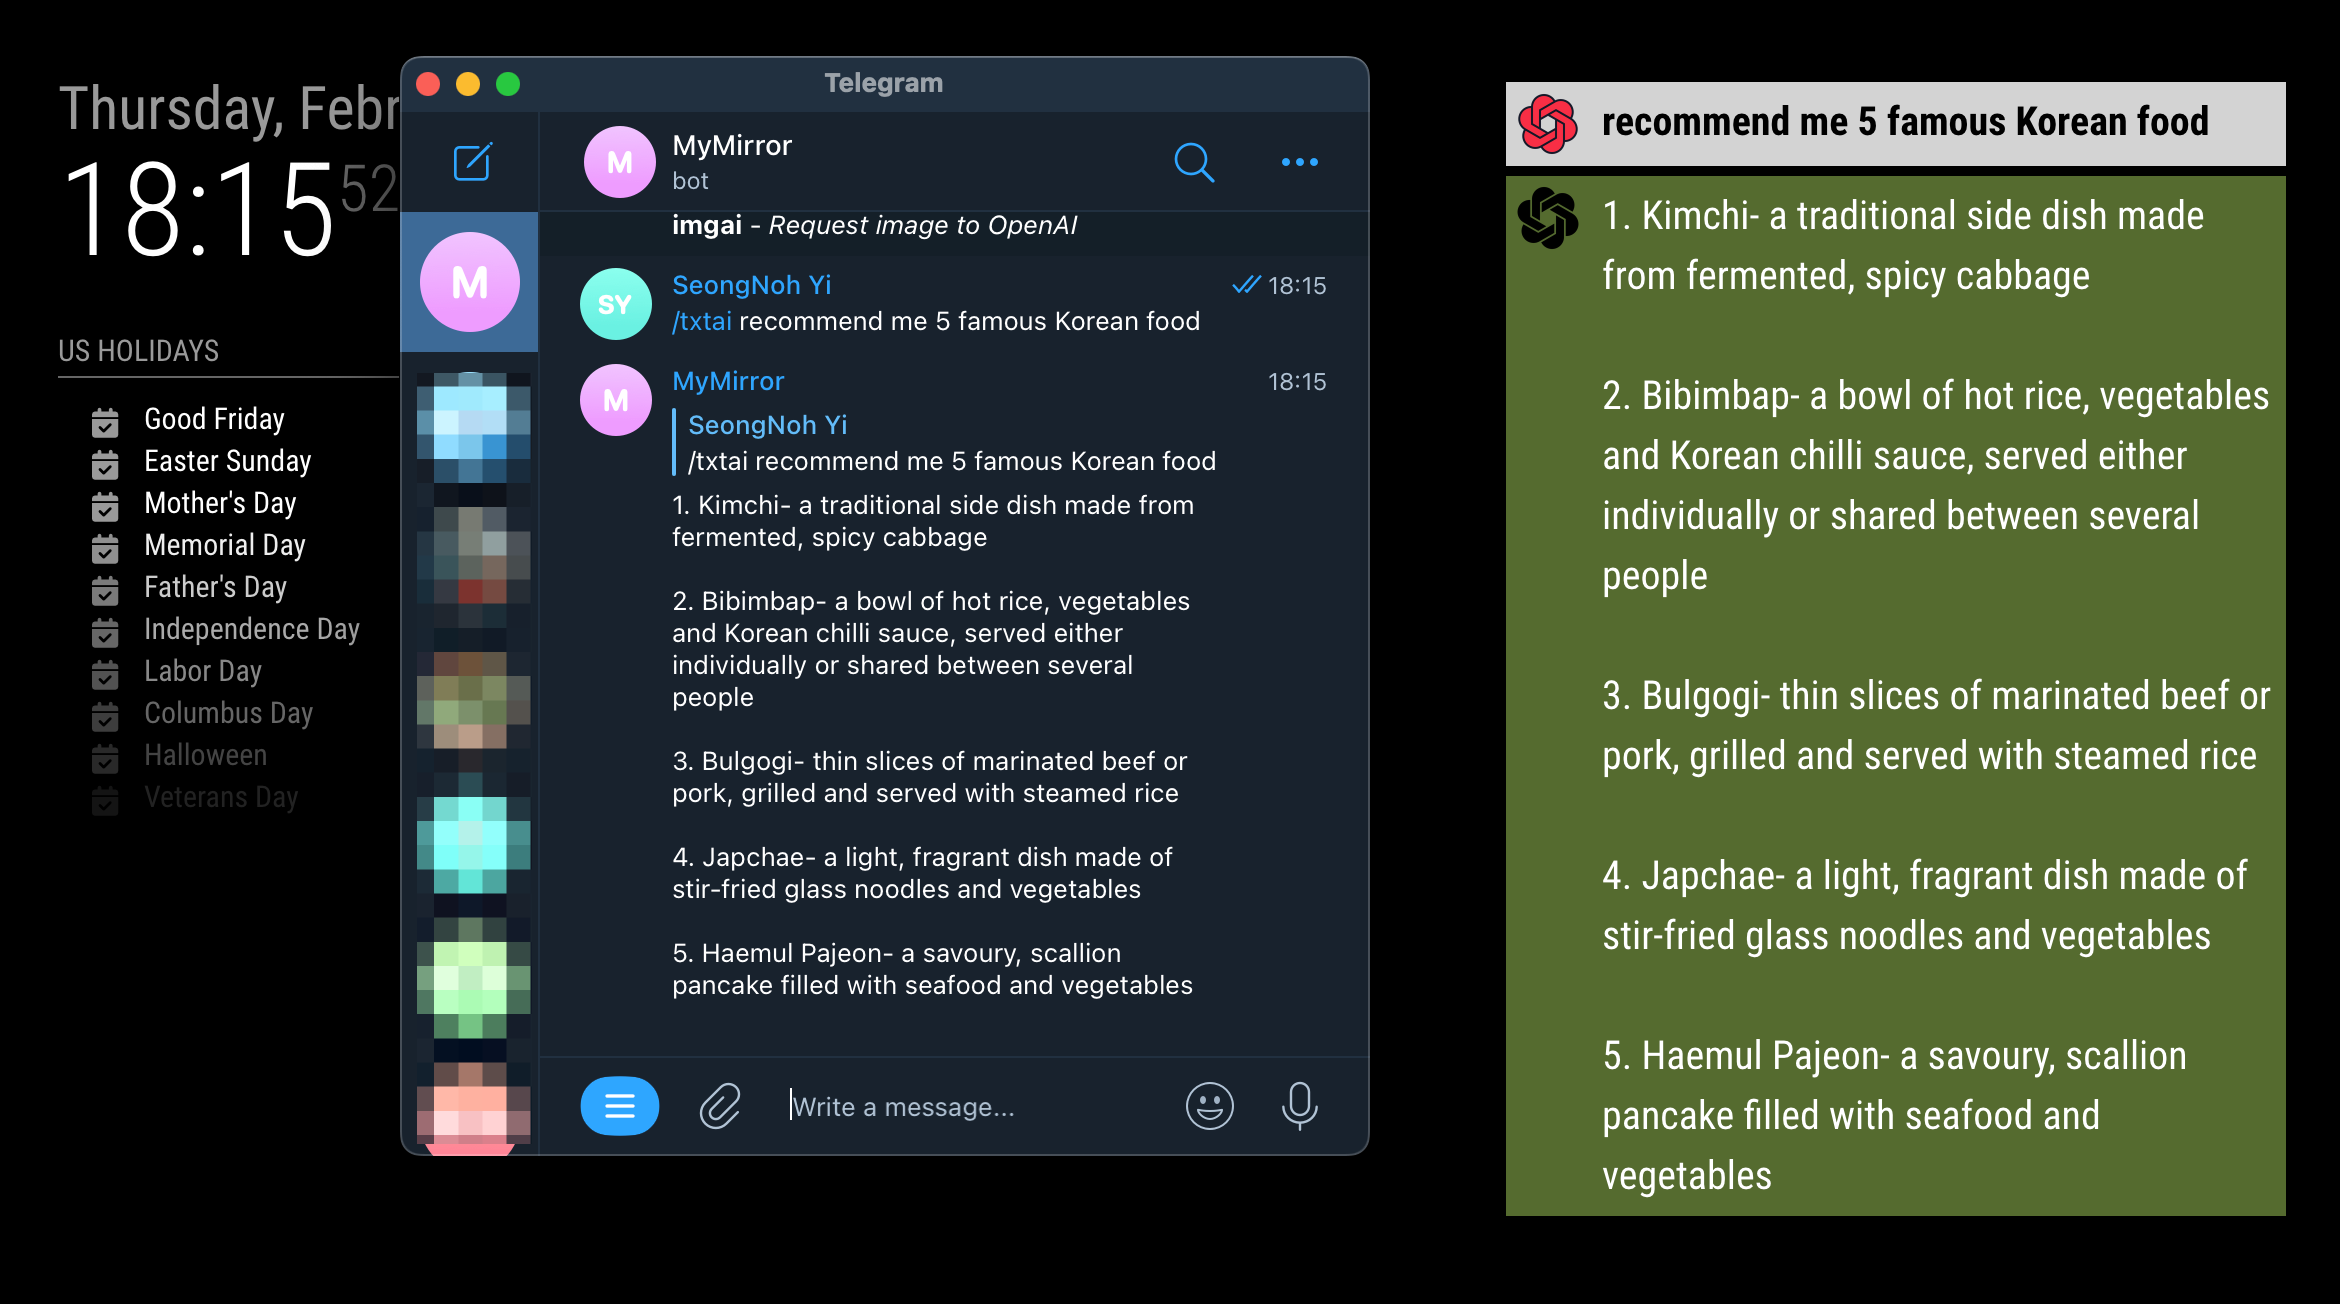 Thursday, Febr
18:15 52
US HOLIDAYS
Good Friday
Easter Sunday
Mother's Day
Memorial Day
Father's Day
Independence Day
Labor Day
Columbus Day
Halloween
Veterans Day
Telegram
M
MyMirror
bot
M
imgai - Request image to OpenAI
SY
SeongNoh Yi
18:15
/txtai recommend me 5 famous Korean food
M
MyMirror
18:15
SeongNoh Yi
/txtai recommend me 5 famous Korean food
1. Kimchi- a traditional side dish made from
fermented, spicy cabbage
2. Bibimbap- a bowl of hot rice, vegetables
and Korean chilli sauce, served either
individually or shared between several
people
3. Bulgogi- thin slices of marinated beef or
pork, grilled and served with steamed rice
4. Japchae- a light, fragrant dish made of
stir-fried glass noodles and vegetables
5. Haemul Pajeon- a savoury, scallion
pancake filled with seafood and vegetables
Write a message...
recommend me 5 famous Korean food
1. Kimchi- a traditional side dish made
from fermented, spicy cabbage
2. Bibimbap- a bowl of hot rice, vegetables
and Korean chilli sauce, served either
individually or shared between several
people
3. Bulgogi- thin slices of marinated beef or
pork, grilled and served with steamed rice
4. Japchae- a light, fragrant dish made of
stir-fried glass noodles and vegetables
5. Haemul Pajeon- a savoury, scallion
pancake filled with seafood and
vegetables